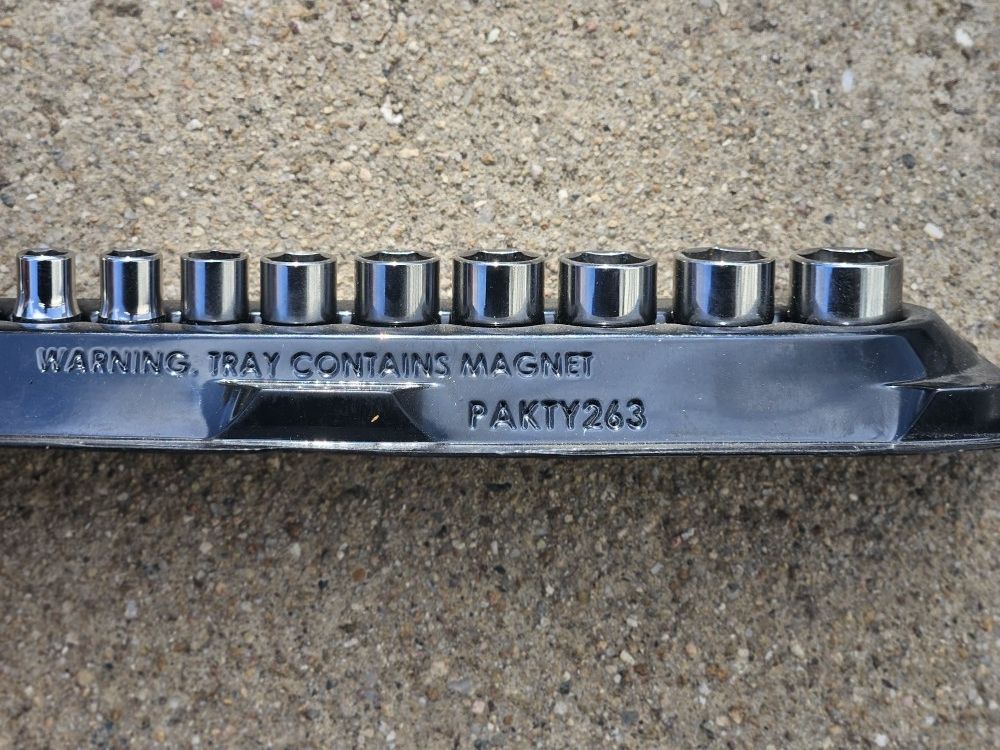 WARNING. TRAY CONTAINS MAGNET
PAKTY263